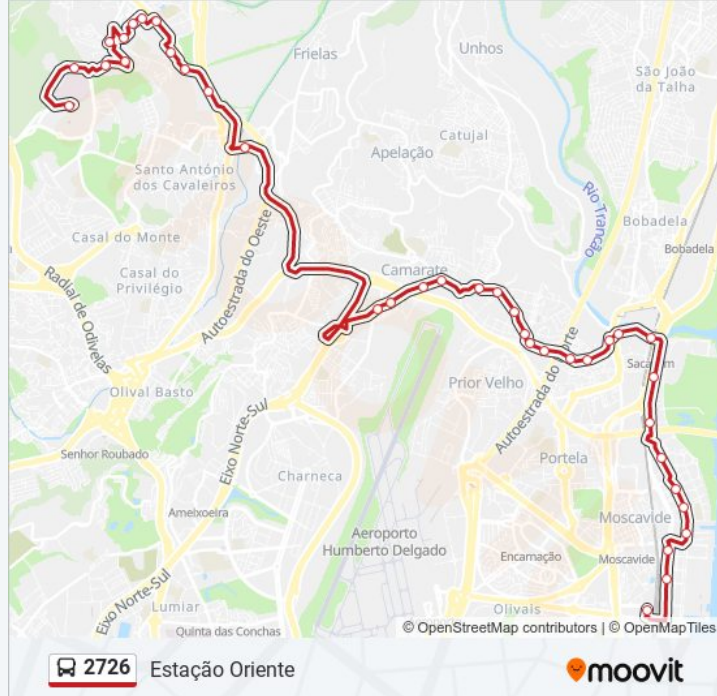 Frielas
Unhos
São João
da Talha
Catujal
Apelação
Santo António
dos Cavaleiros
Rio Trancão
Bobadela
Casal do Monte
Autoestrada do Oeste
Bobadela
Casal do
Privilégio
Camarate
Radial de Odivelas
Autoestrada do Norte
Sacavém
Prior Velho
Olival Basto
Eixo Norte-Sul
Senhor Roubado
Portela
Charneca
Ameixoeira
Moscavide
Aeroporto
Humberto Delgado
Encarnação
Moscavide
Eixo Norte-Sul
Lumiar
Olivais
Quinta das Conchas
© OpenStreetMap contributors | © OpenMapTiles
2726 Estação Oriente
moovit